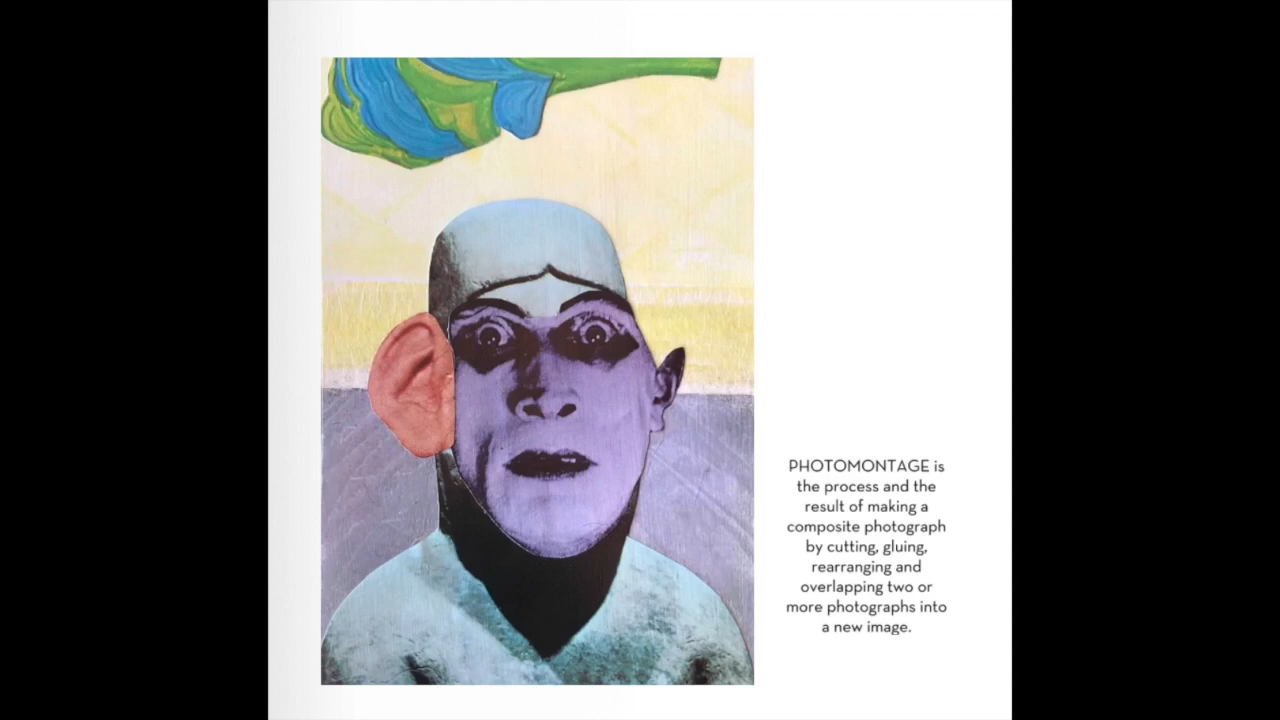 PHOTOMONTAGE is
the process and the
result of making a
composite photograph
by cutting, gluing,
rearranging and
overlapping two or
more photographs into
a new image.